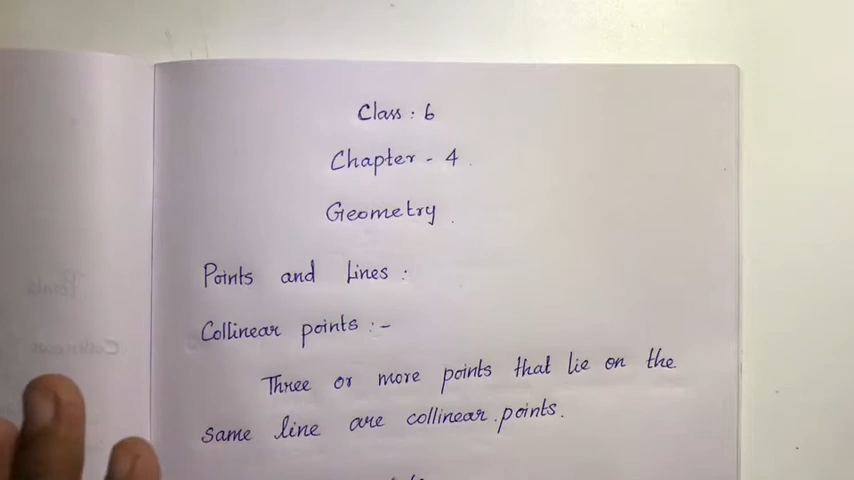 Class : 6
Chapter - 4
Geometry
Points and Lines :
Collinear points :-
Three or more points that lie on the
same line are collinear points.